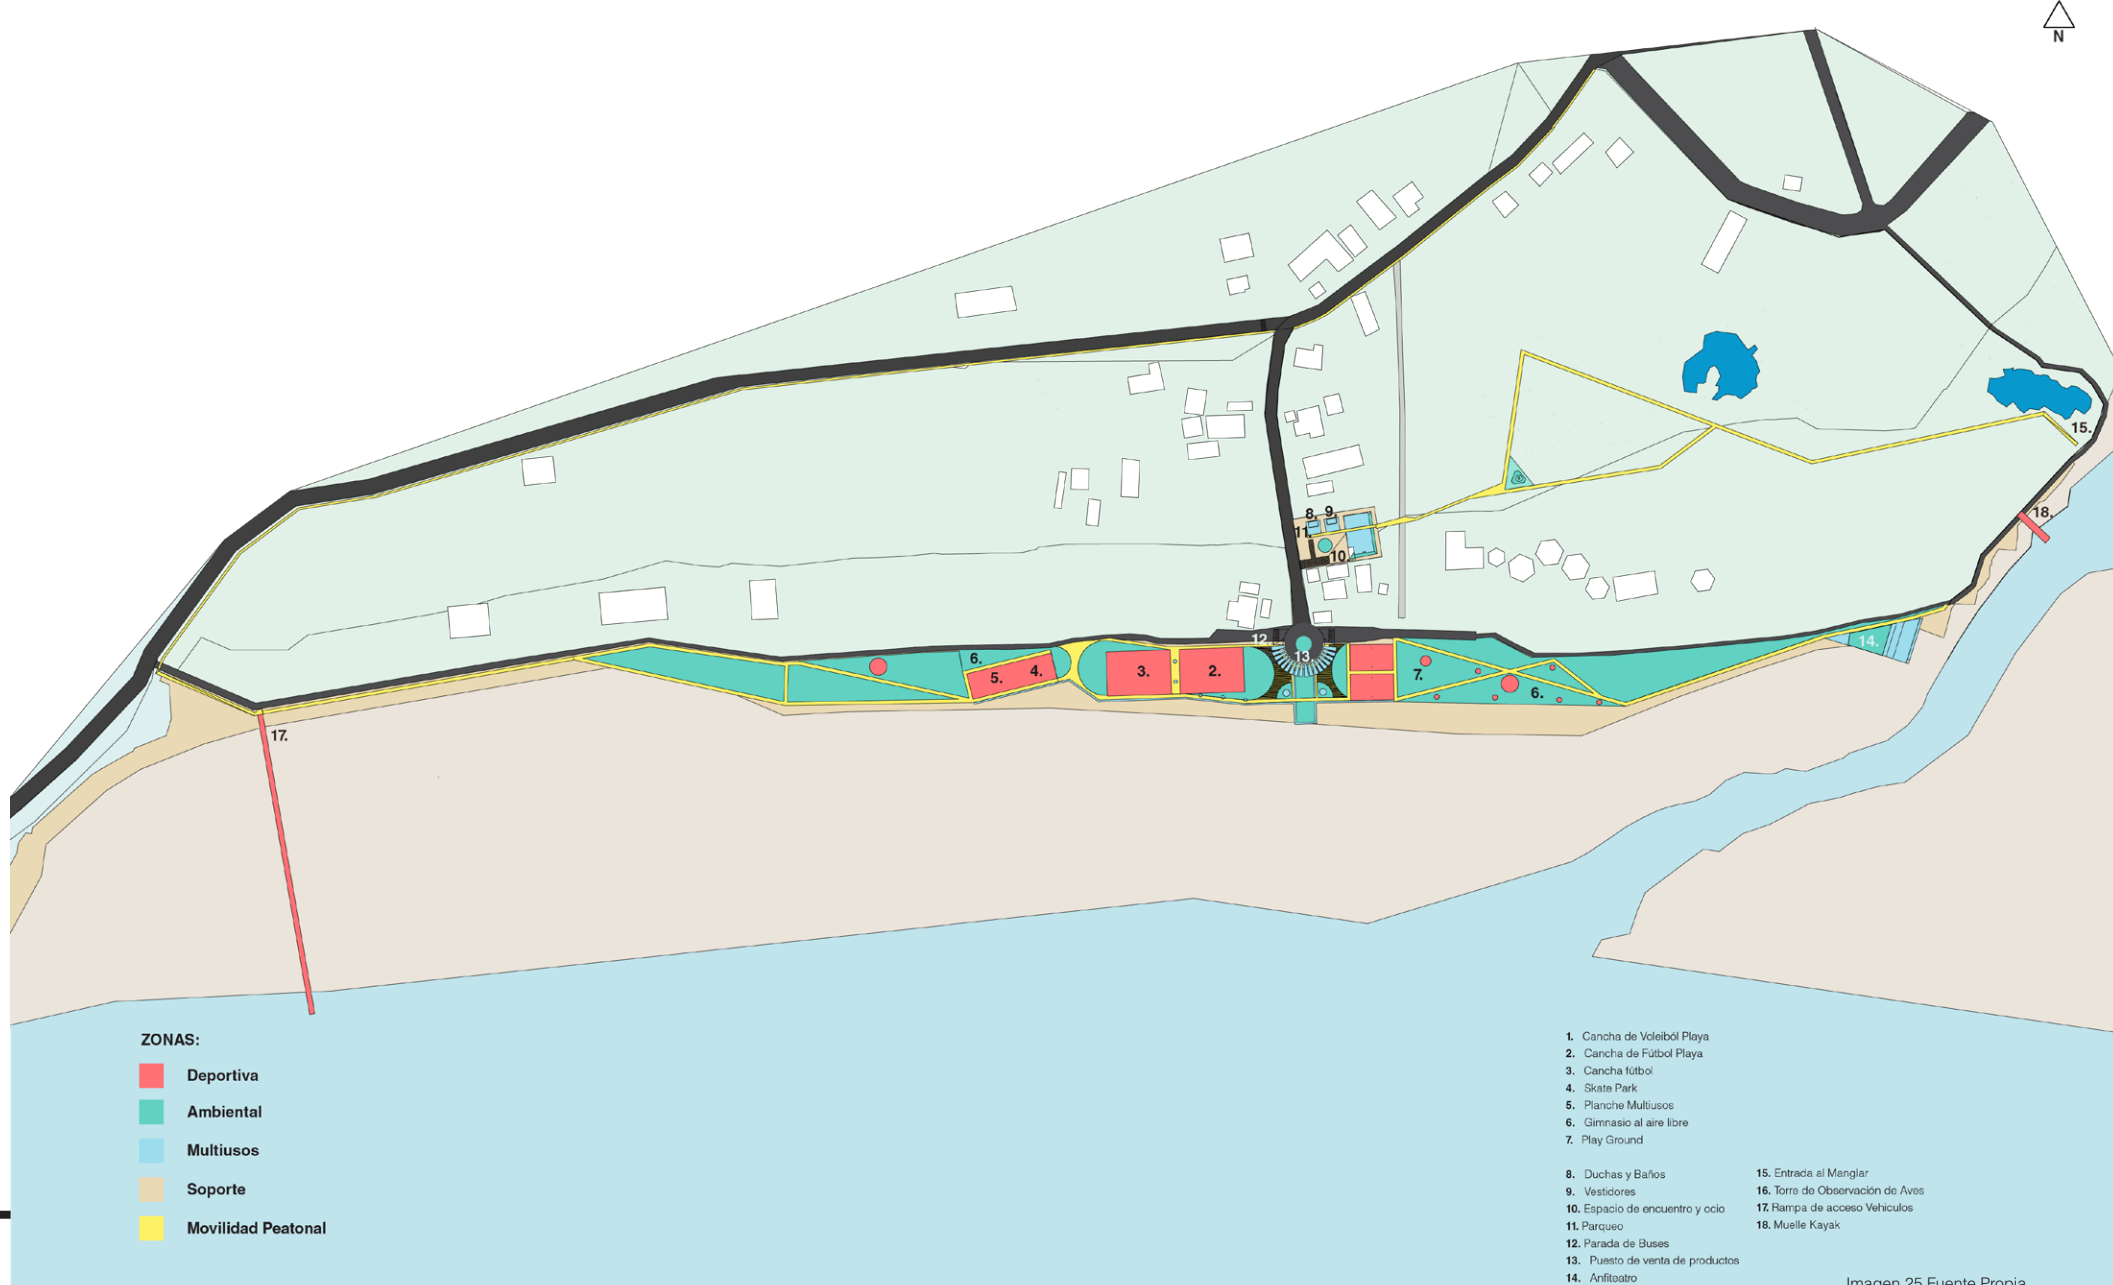 N
8. 9.
11.
10.
15.
18.
12.
13.
14.
6.
5. 4.
3.
2.
7.
6.
17.
ZONAS:
Deportiva
Ambiental
Multiusos
Soporte
Movilidad Peatonal
1. Cancha de Voleiból Playa
2. Cancha de Fútbol Playa
3. Cancha fútbol
4. Skate Park
5. Planche Multiusos
6. Gimnasio al aire libre
7. Play Ground
8. Duchas y Baños
9. Vestidores
10. Espacio de encuentro y ocio
11. Parqueo
12. Parada de Buses
13. Puesto de venta de productos
14. Anfiteatro
15. Entrada al Manglar
16. Torre de Observación de Aves
17. Rampa de acceso Vehiculos
18. Muelle Kayak
Imagen 25 Fuente Propia